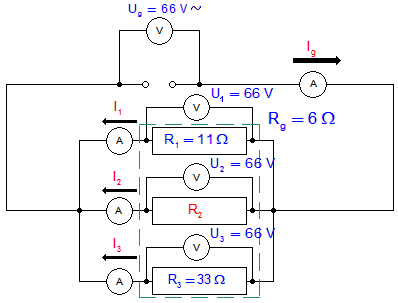 U_g = 66 V ~
V
I_g
A
U_1 = 66 V
V
I_1
R_g = 6 Ω
A
R_1 = 11 Ω
U_2 = 66 V
V
I_2
A
R_2
U_3 = 66 V
V
I_3
A
R_3 = 33 Ω